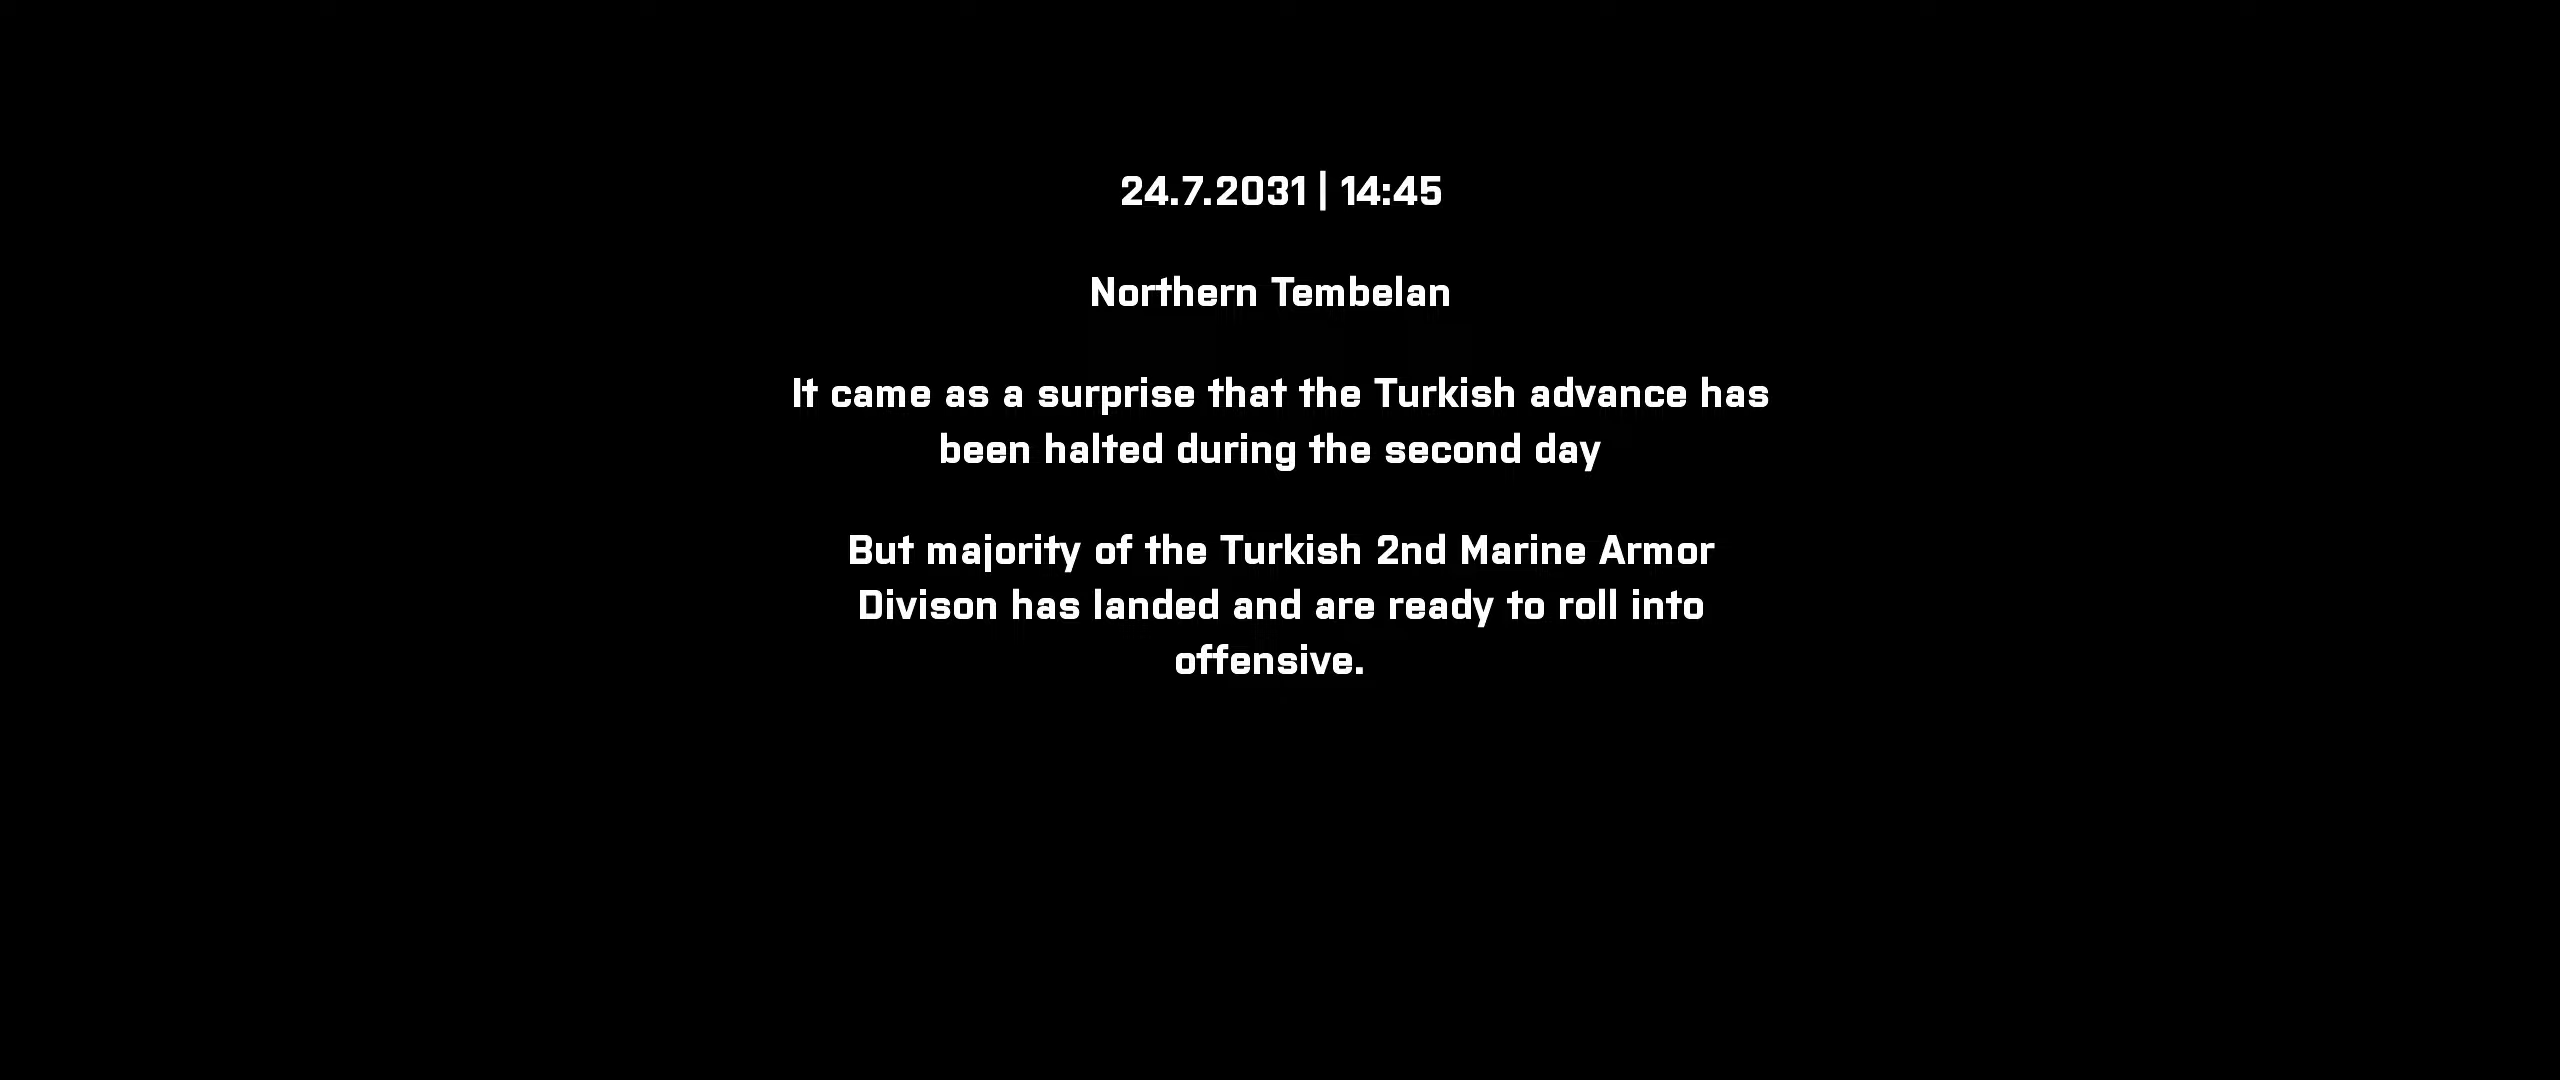 24.7.2031 | 14:45
Northern Tembelan
It came as a surprise that the Turkish advance has
been halted during the second day
But majority of the Turkish 2nd Marine Armor
Divison has landed and are ready to roll into
offensive.